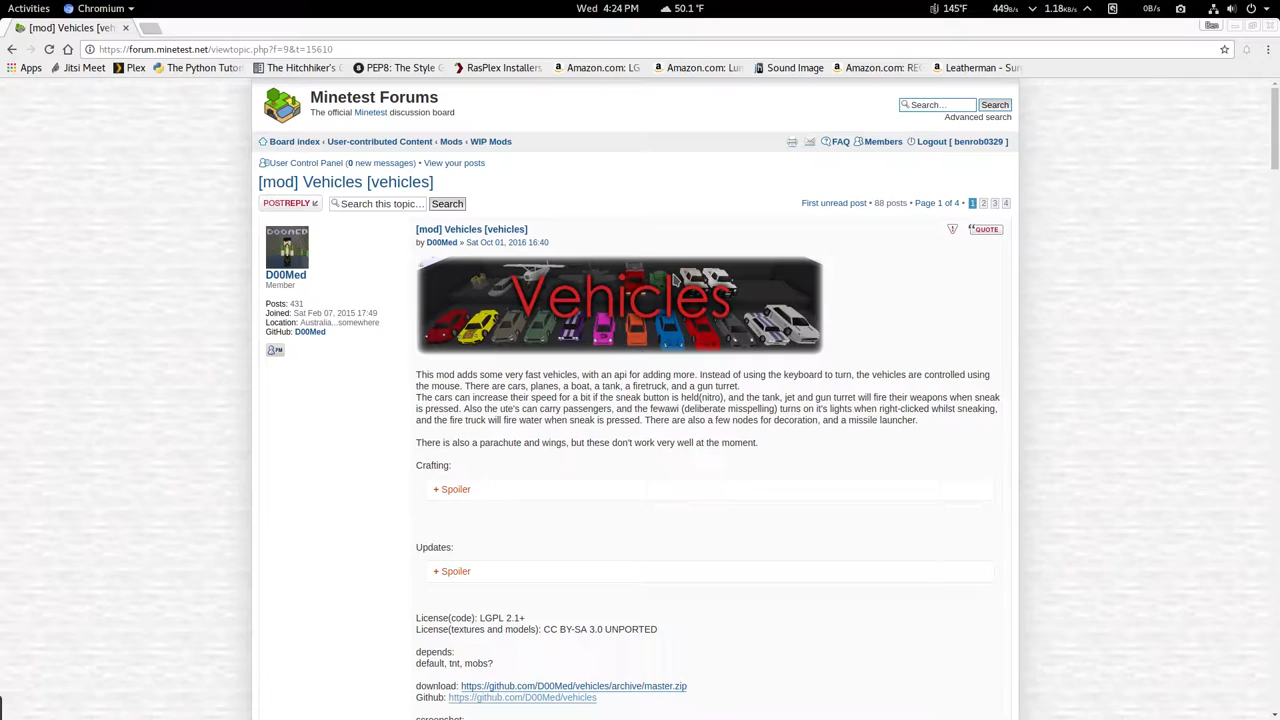 Activities Chromium Wed 4:24 PM 50.1 °F 145°F 449B/s 1.18kB/s 0B/s
[mod] Vehicles [veh Ben
https://forum.minetest.net/viewtopic.php?f=9&t=15610
Apps Jitsi Meet Plex The Python Tutor The Hitchhiker's G PEP8: The Style G RasPlex Installers Amazon.com: LG Amazon.com: Lun Sound Image Amazon.com: REC Leatherman - Sur
Minetest Forums
The official Minetest discussion board
Search… Search
Advanced search
Board index ‹ User-contributed Content ‹ Mods ‹ WIP Mods FAQ Members Logout [ benrob0329 ]
User Control Panel (0 new messages) • View your posts
[mod] Vehicles [vehicles]
POSTREPLY Search this topic… Search First unread post • 88 posts • Page 1 of 4 • 1 2 3 4
[mod] Vehicles [vehicles] QUOTE
by D00Med » Sat Oct 01, 2016 16:40
DOOMED
D00Med
Member
Posts: 431
Joined: Sat Feb 07, 2015 17:49
Location: Australia...somewhere
GitHub: D00Med
PM
Vehicles
This mod adds some very fast vehicles, with an api for adding more. Instead of using the keyboard to turn, the vehicles are controlled using
the mouse. There are cars, planes, a boat, a tank, a firetruck, and a gun turret.
The cars can increase their speed for a bit if the sneak button is held(nitro), and the tank, jet and gun turret will fire their weapons when sneak
is pressed. Also the ute's can carry passengers, and the fewawi (deliberate misspelling) turns on it's lights when right-clicked whilst sneaking,
and the fire truck will fire water when sneak is pressed. There are also a few nodes for decoration, and a missile launcher.
There is also a parachute and wings, but these don't work very well at the moment.
Crafting:
+ Spoiler
Updates:
+ Spoiler
License(code): LGPL 2.1+
License(textures and models): CC BY-SA 3.0 UNPORTED
depends:
default, tnt, mobs?
download: https://github.com/D00Med/vehicles/archive/master.zip
Github: https://github.com/D00Med/vehicles
screenshot: